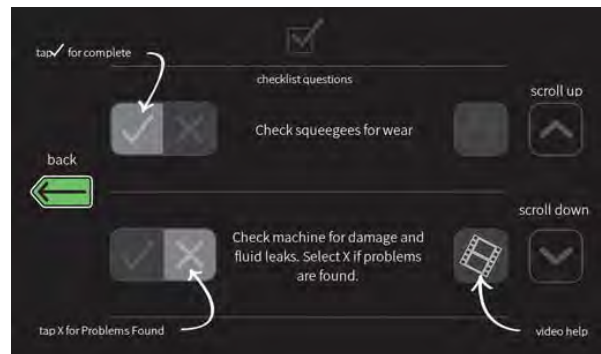 tap✓ for complete
checklist questions
scroll up
Check squeegees for wear
back
scroll down
Check machine for damage and
fluid leaks. Select X if problems
are found.
tap X for Problems Found
video help